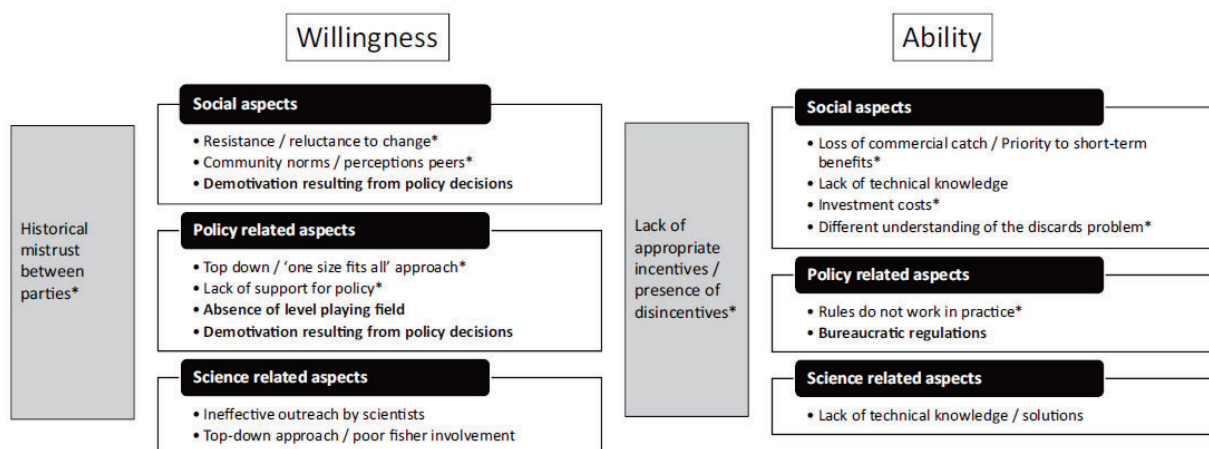 Willingness
Historical
mistrust
between
parties*
Social aspects
• Resistance / reluctance to change*
• Community norms / perceptions peers*
• Demotivation resulting from policy decisions
Policy related aspects
• Top down / ‘one size fits all’ approach*
• Lack of support for policy*
• Absence of level playing field
• Demotivation resulting from policy decisions
Science related aspects
• Ineffective outreach by scientists
• Top-down approach / poor fisher involvement
Ability
Lack of
appropriate
incentives /
presence of
disincentives*
Social aspects
• Loss of commercial catch / Priority to short-term
benefits*
• Lack of technical knowledge
• Investment costs*
• Different understanding of the discards problem*
Policy related aspects
• Rules do not work in practice*
• Bureaucratic regulations
Science related aspects
• Lack of technical knowledge / solutions